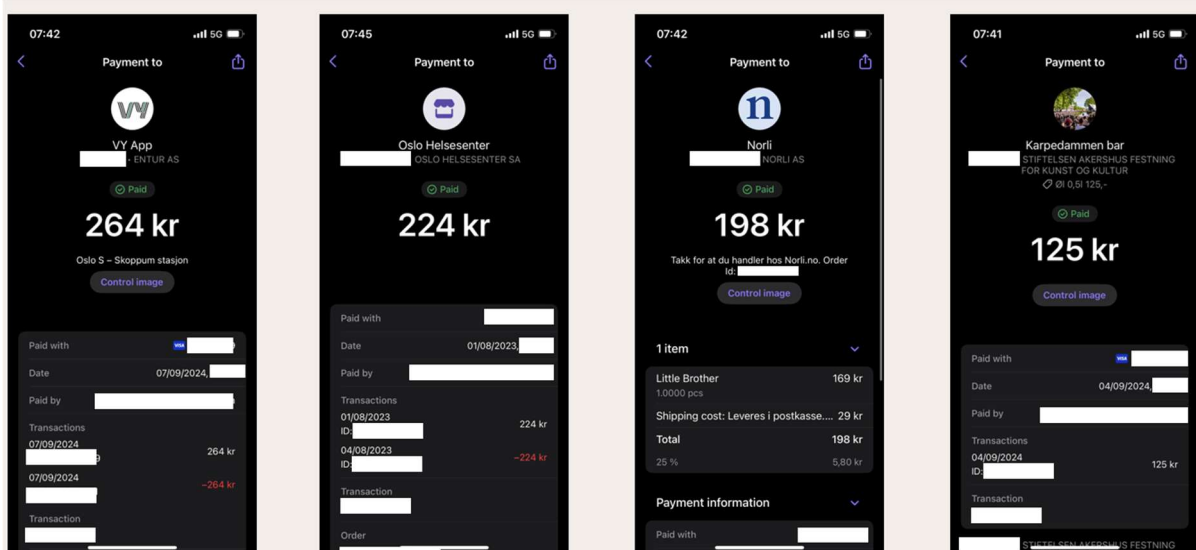 07:42
5G
Payment to
VY
VY App
• ENTUR AS
Paid
264 kr
Oslo S – Skoppum stasjon
Control image
Paid with
VISA
Date
07/09/2024,
Paid by
Transactions
07/09/2024
264 kr
07/09/2024
-264 kr
Transaction
07:45
5G
Payment to
Oslo Helsesenter
OSLO HELSESENTER SA
Paid
224 kr
Paid with
Date
01/08/2023,
Paid by
Transactions
01/08/2023
ID:
224 kr
04/08/2023
ID:
-224 kr
Transaction
Order
07:42
5G
Payment to
n
Norli
NORLI AS
Paid
198 kr
Takk for at du handler hos Norli.no. Order
Id:
Control image
1 item
Little Brother 169 kr
1.0000 pcs
Shipping cost: Leveres i postkasse.... 29 kr
Total 198 kr
25 % 5,80 kr
Payment information
Paid with
07:41
5G
Payment to
Karpedammen bar
STIFTELSEN AKERSHUS FESTNING
FOR KUNST OG KULTUR
Øl 0,5l 125,-
Paid
125 kr
Control image
Paid with
VISA
Date
04/09/2024,
Paid by
Transactions
04/09/2024
ID:
125 kr
Transaction
STIFTELSEN AKERSHUS FESTNING